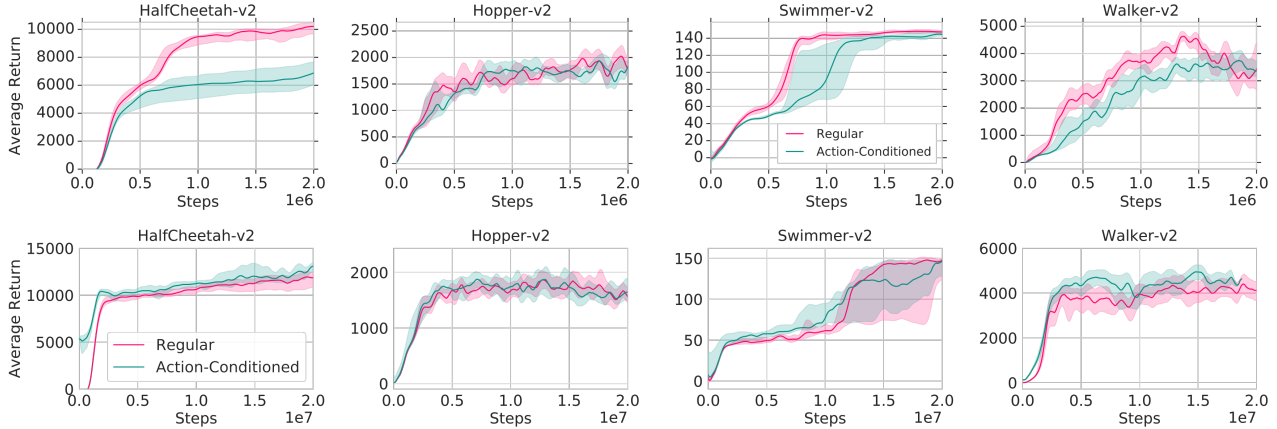 HalfCheetah-v2
Hopper-v2
Swimmer-v2
Walker-v2
Average Return
10000
8000
6000
4000
2000
0
0.0 0.5 1.0 1.5 2.0
Steps 1e6
2500
2000
1500
1000
500
0
0.0 0.5 1.0 1.5 2.0
Steps 1e6
140
120
100
80
60
40
20
0
Regular
Action-Conditioned
0.0 0.5 1.0 1.5 2.0
Steps 1e6
5000
4000
3000
2000
1000
0
0.0 0.5 1.0 1.5 2.0
Steps 1e6
HalfCheetah-v2
Hopper-v2
Swimmer-v2
Walker-v2
Average Return
15000
10000
5000
0
Regular
Action-Conditioned
0.0 0.5 1.0 1.5 2.0
Steps 1e7
2000
1000
0
0.0 0.5 1.0 1.5 2.0
Steps 1e7
150
100
50
0
0.0 0.5 1.0 1.5 2.0
Steps 1e7
6000
4000
2000
0
0.0 0.5 1.0 1.5 2.0
Steps 1e7